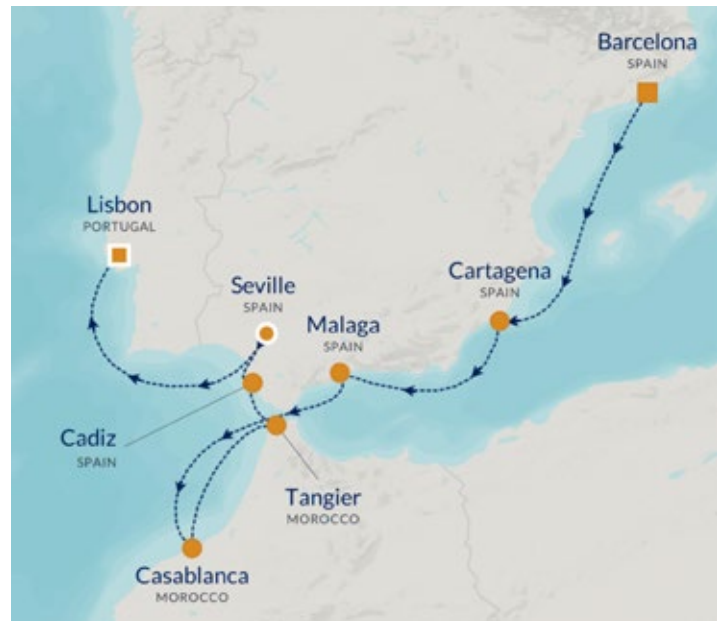 Barcelona
SPAIN
Lisbon
PORTUGAL
Cartagena
SPAIN
Seville
SPAIN
Malaga
SPAIN
Cadiz
SPAIN
Tangier
MOROCCO
Casablanca
MOROCCO